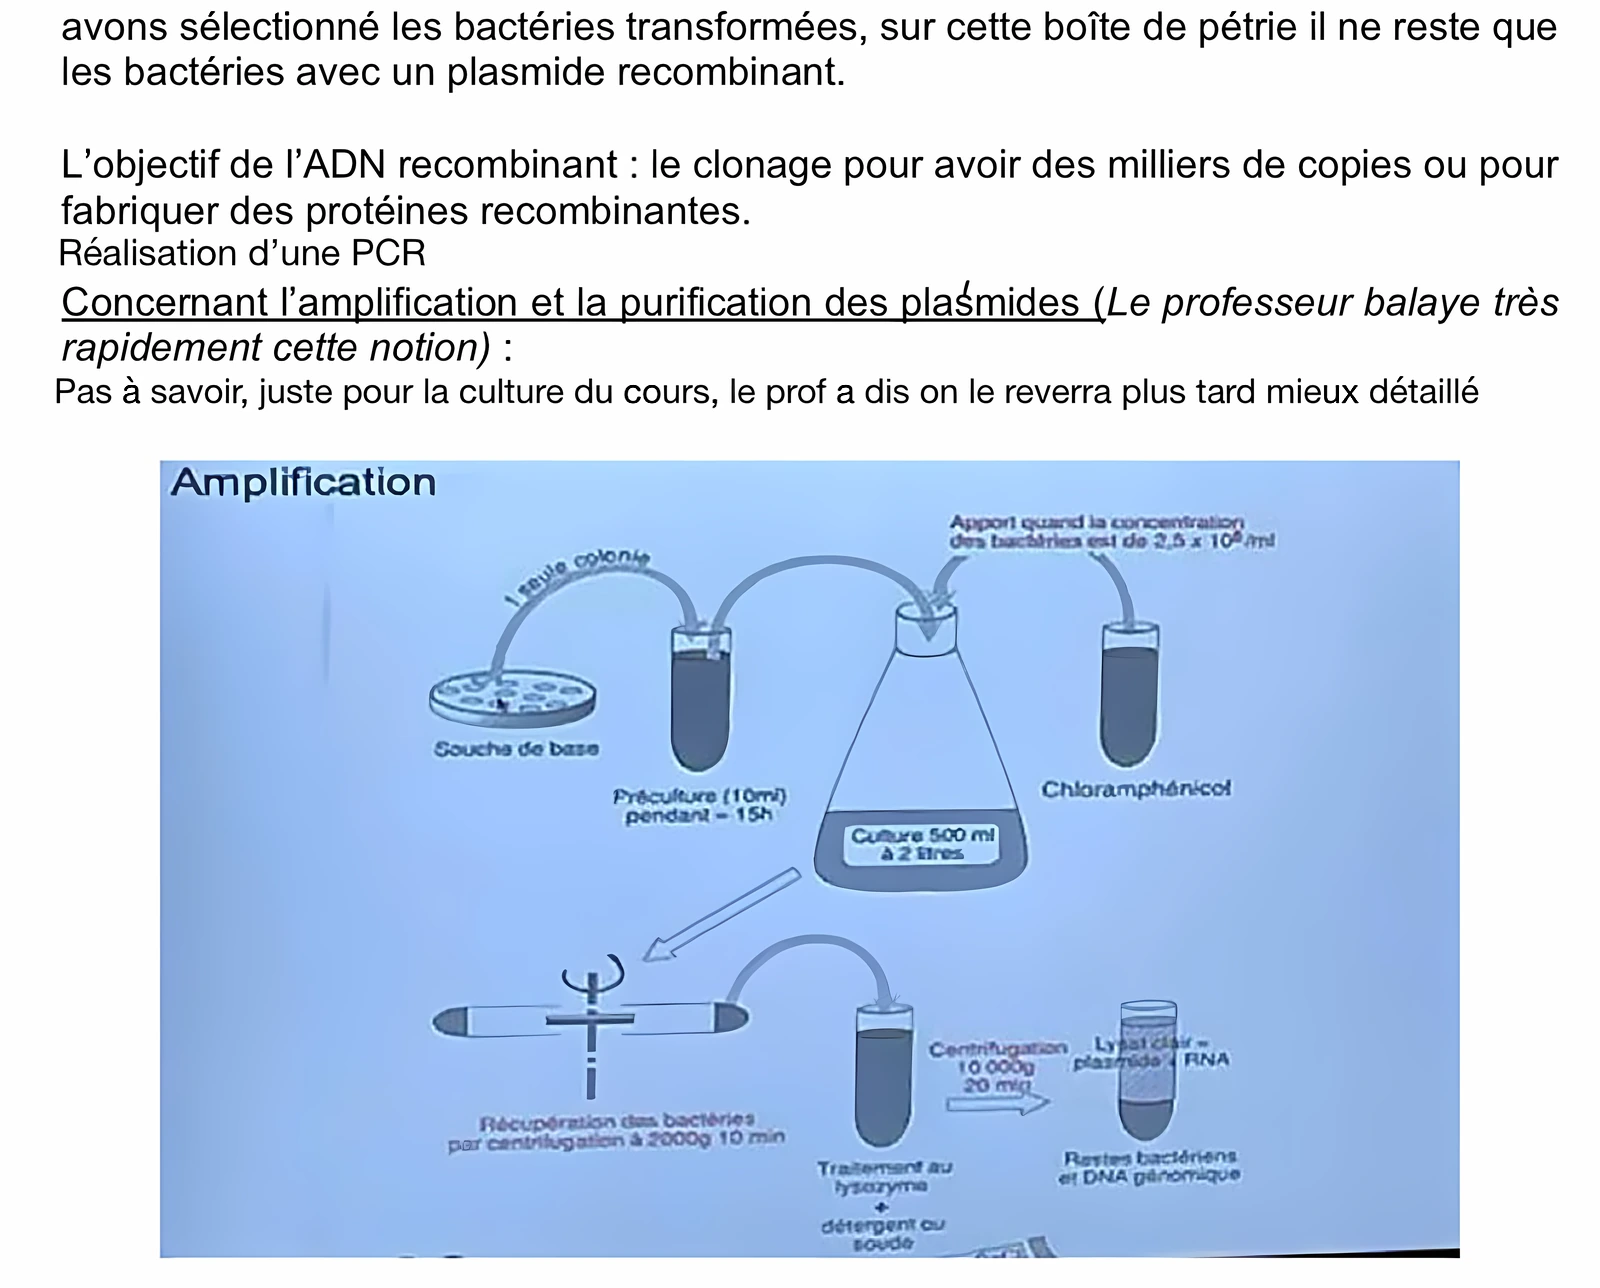 avons sélectionné les bactéries transformées, sur cette boîte de pétrie il ne reste que
les bactéries avec un plasmide recombinant.
L'objectif de l'ADN recombinant : le clonage pour avoir des milliers de copies ou pour
fabriquer des protéines recombinantes.
Réalisation d'une PCR
Concernant l'amplification et la purification des plasmides (Le professeur balaye très
rapidement cette notion) :
Pas à savoir, juste pour la culture du cours, le prof a dis on le reverra plus tard mieux détaillé
Amplification
Apport quand la concentration
des bactéries est de 2,5 x 10⁸/ml
1 seule colonie
Souche de base
Préculture (10ml)
pendant ~ 15h
Chloramphénicol
Culture 500 ml
à 2 litres
Centrifugation
10 000g
20 min
Lysat clair =
plasmide + RNA
Récupération des bactéries
par centrifugation à 2000g 10 min
Traitement au
lysozyme
+
détergent ou
soude
Restes bactériens
et DNA génomique